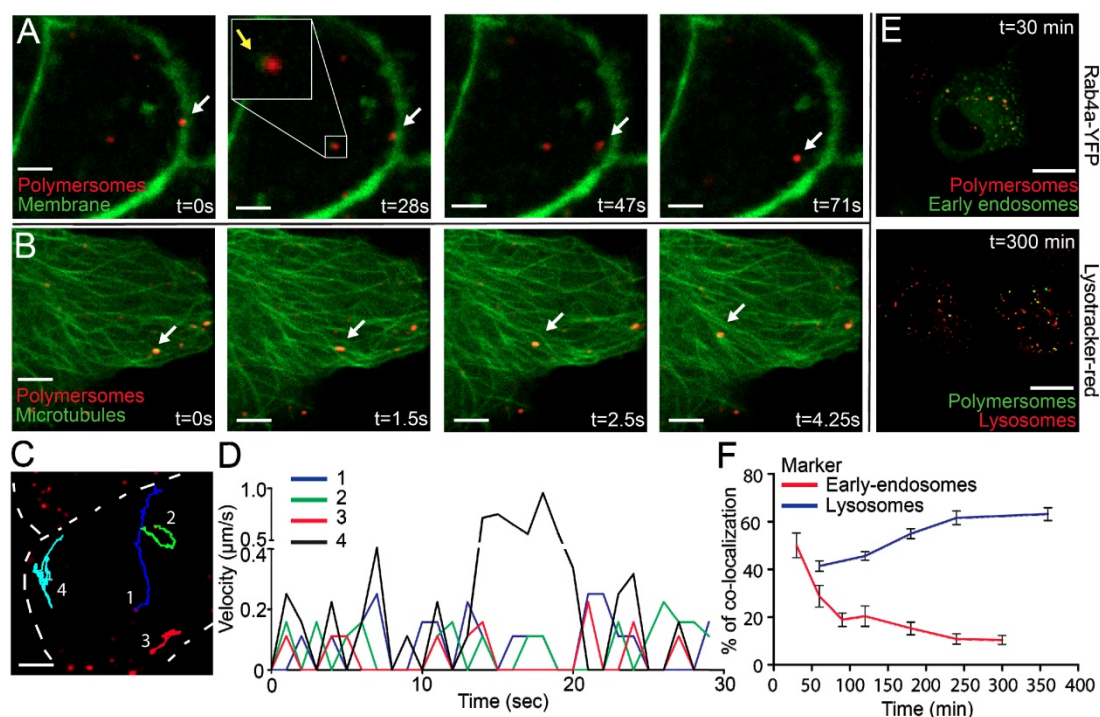 A
Polymersomes
Membrane
t=0s
t=28s
t=47s
t=71s
B
Polymersomes
Microtubules
t=0s
t=1.5s
t=2.5s
t=4.25s
E
t=30 min
Polymersomes
Early endosomes
Rab4a-YFP
t=300 min
Polymersomes
Lysosomes
Lysotracker-red
C
1
2
3
4
D
1
2
3
4
Velocity (μm/s)
1.0
0.5
0.4
0.2
0
0
10
20
30
Time (sec)
F
Marker
Early-endosomes
Lysosomes
% of co-localization
80
60
40
20
0
0
50
100
150
200
250
300
350
400
Time (min)